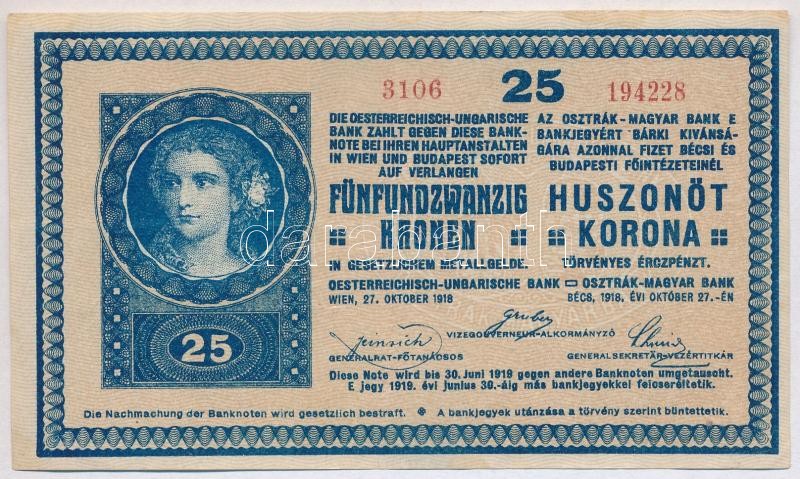 3106 25 194228
DIE OESTERREICHISCH-UNGARISCHE
BANK ZAHLT GEGEN DIESE BANK-
NOTE BEI IHREN HAUPTANSTALTEN
IN WIEN UND BUDAPEST SOFORT
AUF VERLANGEN
FÜNFUNDZWANZIG
KRONEN
IN GESETZLICHEM METALLGELDE.
OESTERREICHISCH-UNGARISCHE BANK
WIEN, 27. OKTOBER 1918
AZ OSZTRÁK-MAGYAR BANK E
BANKJEGYÉRT BÁRKI KIVÁNSÁ-
GÁRA AZONNAL FIZET BÉCSI ÉS
BUDAPESTI FŐINTÉZETEINÉL
HUSZONÖT
KORONA
TÖRVÉNYES ÉRCZPÉNZT.
OSZTRÁK-MAGYAR BANK
BÉCS, 1918. ÉVI OKTÓBER 27.-ÉN
Gruber
VIZEGOUVERNEUR-ALKORMÁNYZÓ
GENERALRAT-FŐTANÁCSOS
GENERALSEKRETÄR-VEZÉRTITKÁR
Diese Note wird bis 30. Juni 1919 gegen andere Banknoten umgetauscht.
E jegy 1919. évi junius 30.-áig más bankjegyekkel felcseréltetik.
25
Die Nachmachung der Banknoten wird gesetzlich bestraft. A bankjegyek utánzása a törvény szerint büntettetik.
darabanth